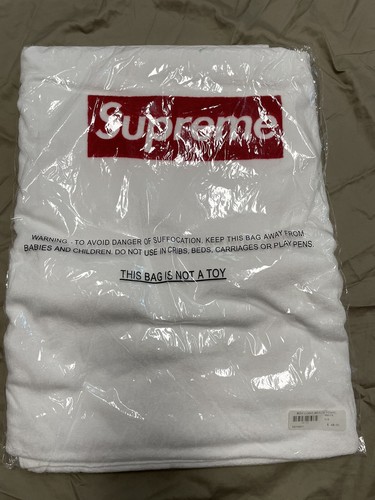 Supreme
WARNING - TO AVOID DANGER OF SUFFOCATION, KEEP THIS BAG AWAY FROM
BABIES AND CHILDREN. DO NOT USE IN CRIBS, BEDS, CARRIAGES OR PLAY PENS
THIS BAG IS NOT A TOY